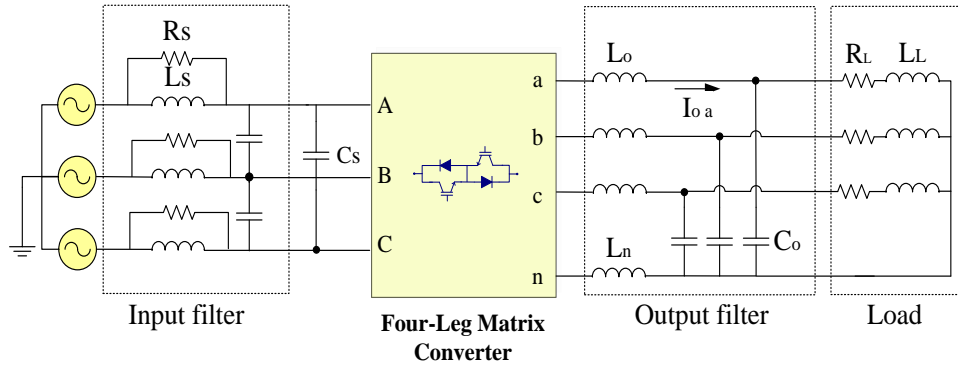 Rs
Ls
Cs
A
B
C
a
b
c
n
Lo
Io a
Ln
Co
RL
LL
Input filter
Four-Leg Matrix
Converter
Output filter
Load